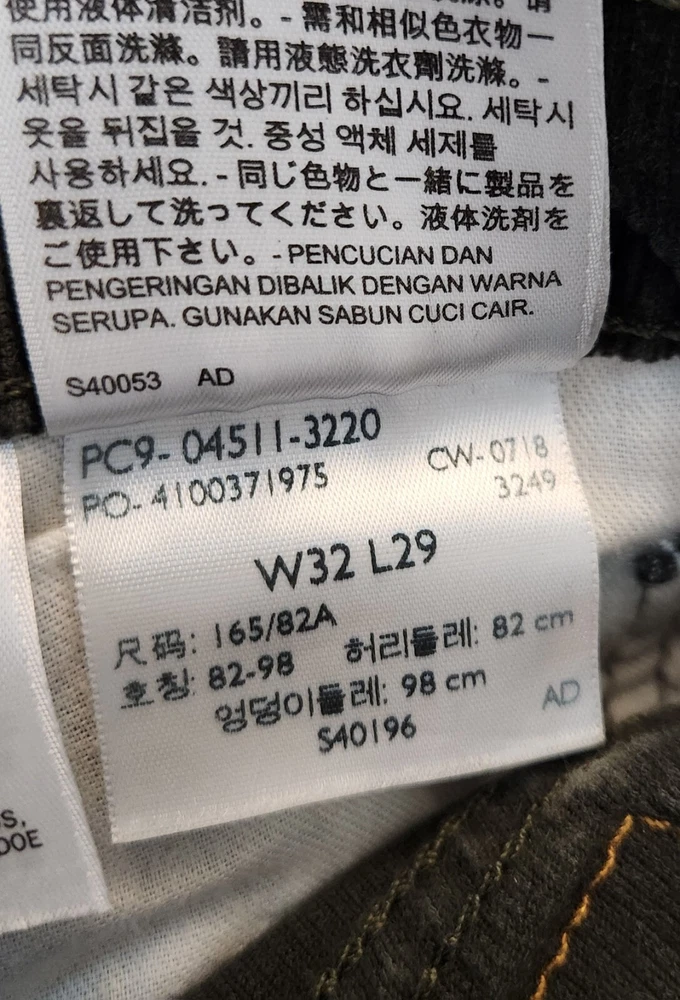 使用液体清洁剂。- 需和相似色衣物一
同反面洗滌。請用液態洗衣劑洗滌。-
세탁시 같은 색상끼리 하십시요. 세탁시
옷을 뒤집을 것. 중성 액체 세제를
사용하세요. - 同じ色物と一緒に製品を
裏返して洗ってください。液体洗剤を
ご使用下さい。- PENCUCIAN DAN
PENGERINGAN DIBALIK DENGAN WARNA
SERUPA. GUNAKAN SABUN CUCI CAIR.
S40053 AD
PC9- 04511-3220
PO- 4100371975
CW-0718
3249
W32 L29
尺码: 165/82A
호칭: 82-98
허리둘레: 82 cm
엉덩이둘레: 98 cm
AD
S40196